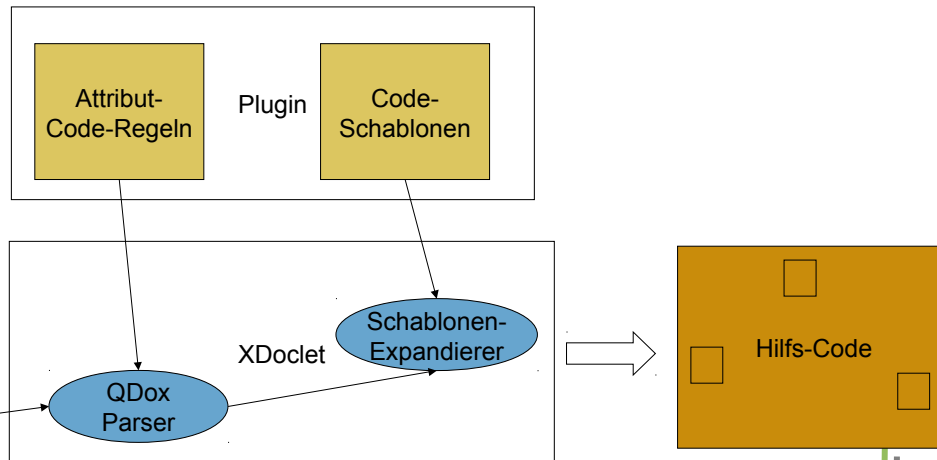 Attribut-
Code-Regeln
Plugin
Code-
Schablonen
Schablonen-
Expandierer
XDoclet
QDox
Parser
Hilfs-Code